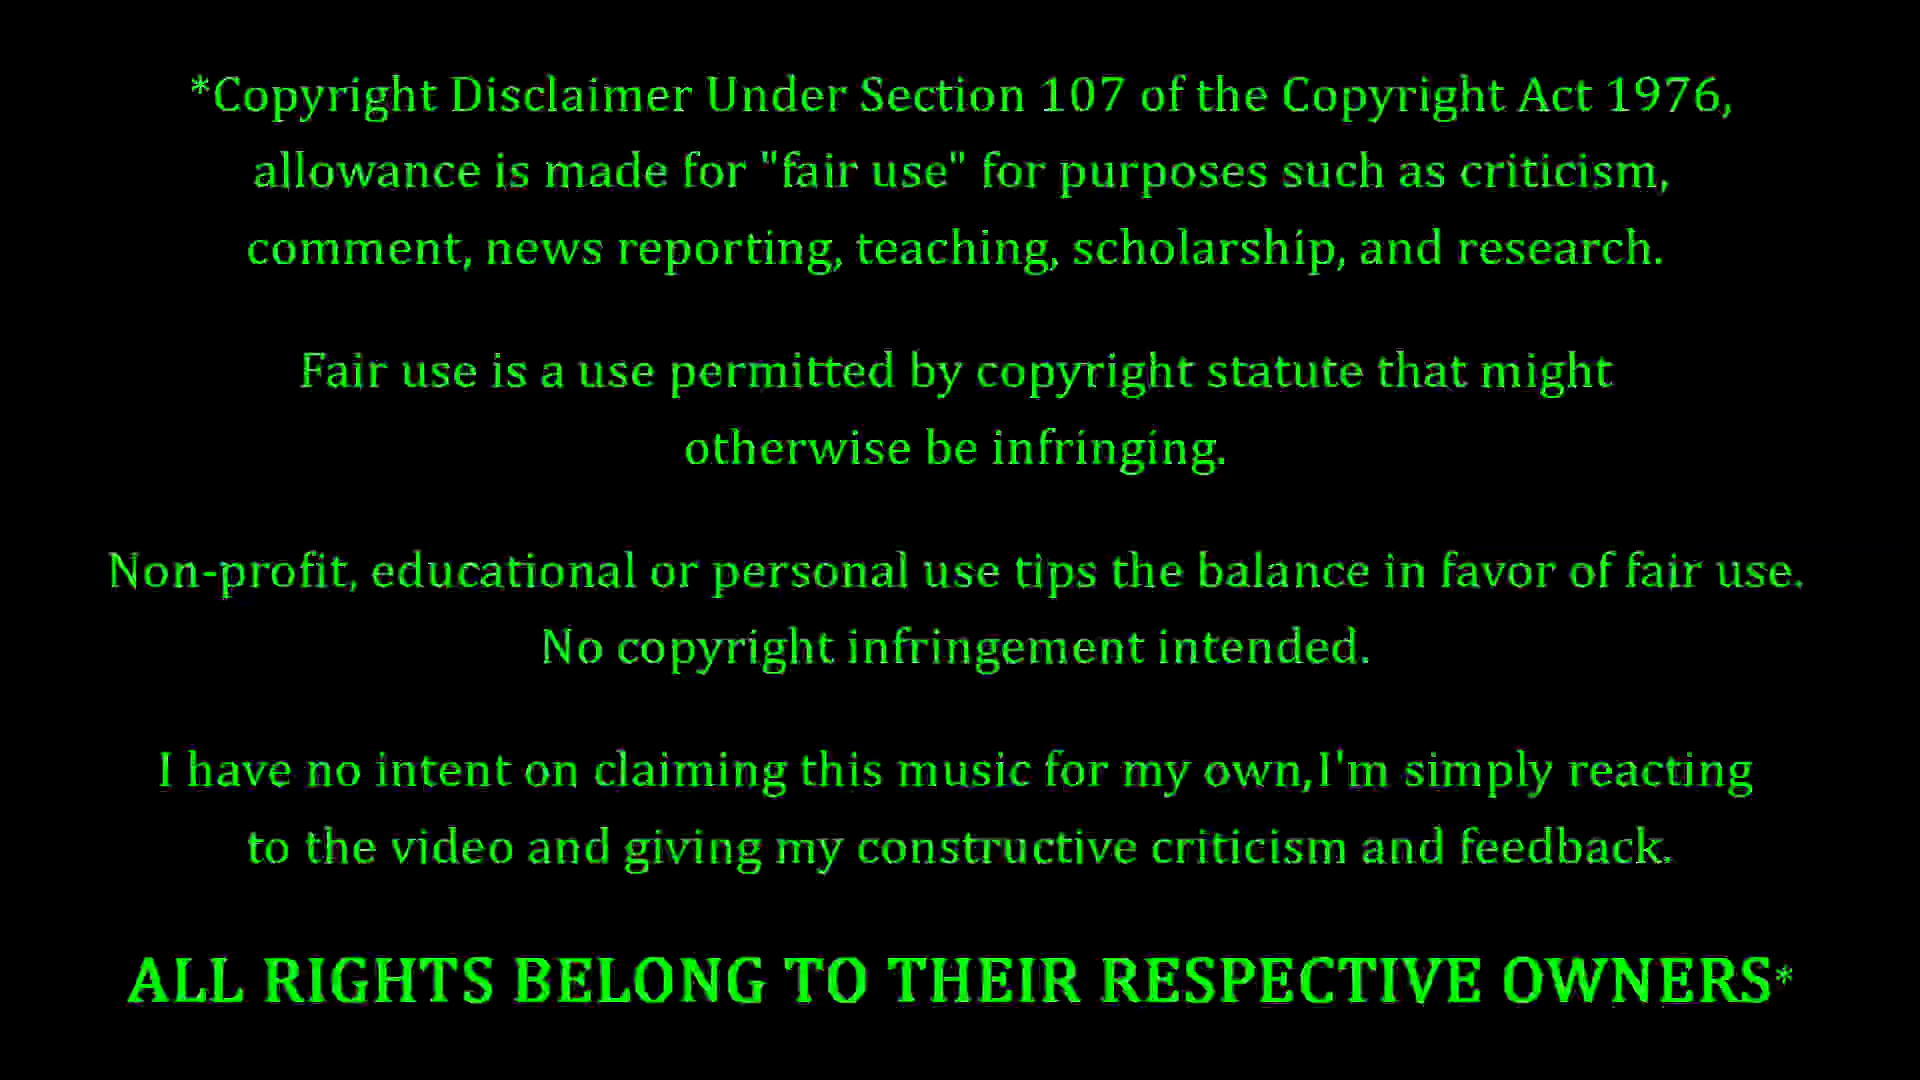 *Copyright Disclaimer Under Section 107 of the Copyright Act 1976,
allowance is made for "fair use" for purposes such as criticism,
comment, news reporting, teaching, scholarship, and research.
Fair use is a use permitted by copyright statute that might
otherwise be infringing.
Non-profit, educational or personal use tips the balance in favor of fair use.
No copyright infringement intended.
I have no intent on claiming this music for my own,I'm simply reacting
to the video and giving my constructive criticism and feedback.
ALL RIGHTS BELONG TO THEIR RESPECTIVE OWNERS*